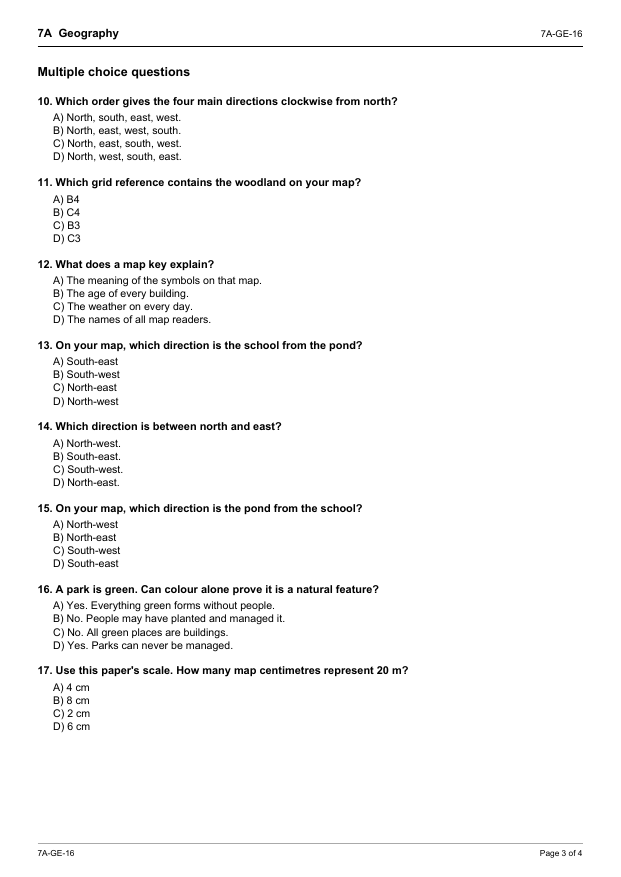 7A Geography
7A-GE-16
Multiple choice questions
10. Which order gives the four main directions clockwise from north?
A) North, south, east, west.
B) North, east, west, south.
C) North, east, south, west.
D) North, west, south, east.
11. Which grid reference contains the woodland on your map?
A) B4
B) C4
C) B3
D) C3
12. What does a map key explain?
A) The meaning of the symbols on that map.
B) The age of every building.
C) The weather on every day.
D) The names of all map readers.
13. On your map, which direction is the school from the pond?
A) South-east
B) South-west
C) North-east
D) North-west
14. Which direction is between north and east?
A) North-west.
B) South-east.
C) South-west.
D) North-east.
15. On your map, which direction is the pond from the school?
A) North-west
B) North-east
C) South-west
D) South-east
16. A park is green. Can colour alone prove it is a natural feature?
A) Yes. Everything green forms without people.
B) No. People may have planted and managed it.
C) No. All green places are buildings.
D) Yes. Parks can never be managed.
17. Use this paper's scale. How many map centimetres represent 20 m?
A) 4 cm
B) 8 cm
C) 2 cm
D) 6 cm
7A-GE-16
Page 3 of 4